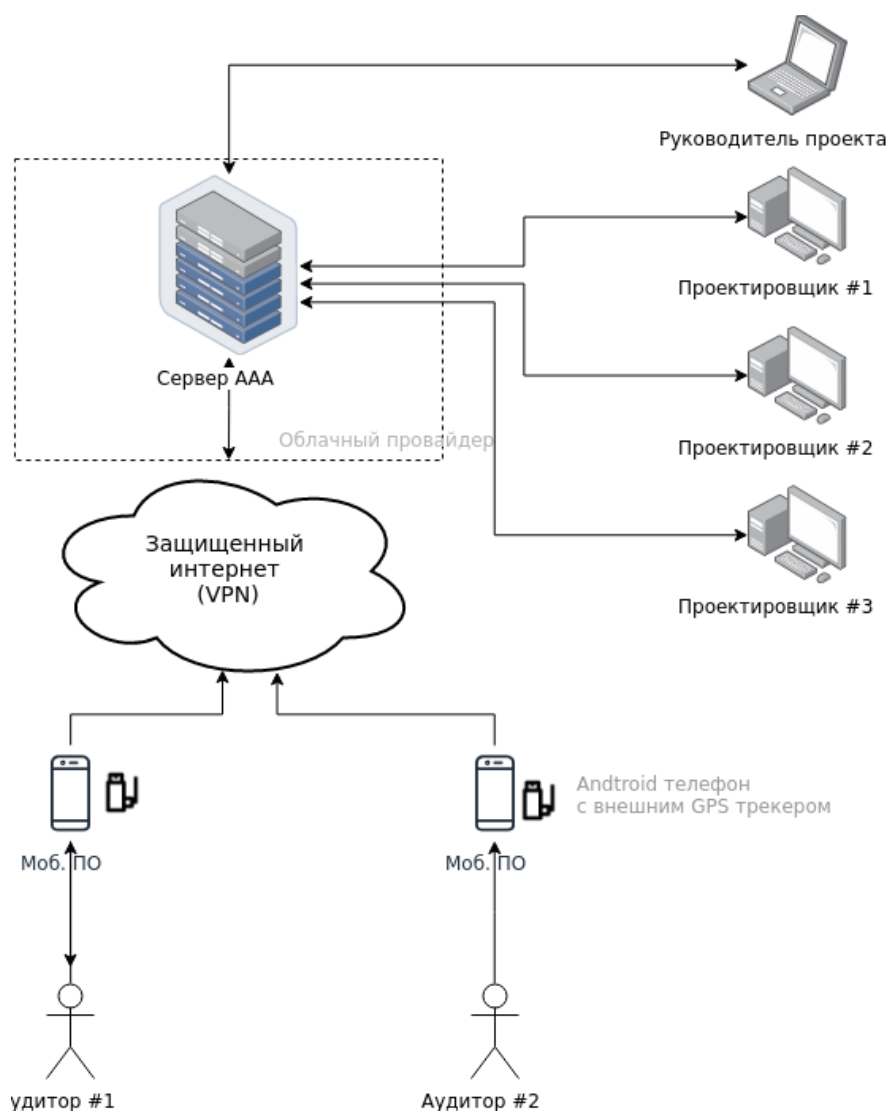 Руководитель проекта
Проектировщик #1
Сервер ААА
Облачный провайдер
Проектировщик #2
Защищенный
интернет
(VPN)
Проектировщик #3
Andtroid телефон
с внешним GPS трекером
Моб. ПО
Моб. ПО
удитор #1
Аудитор #2